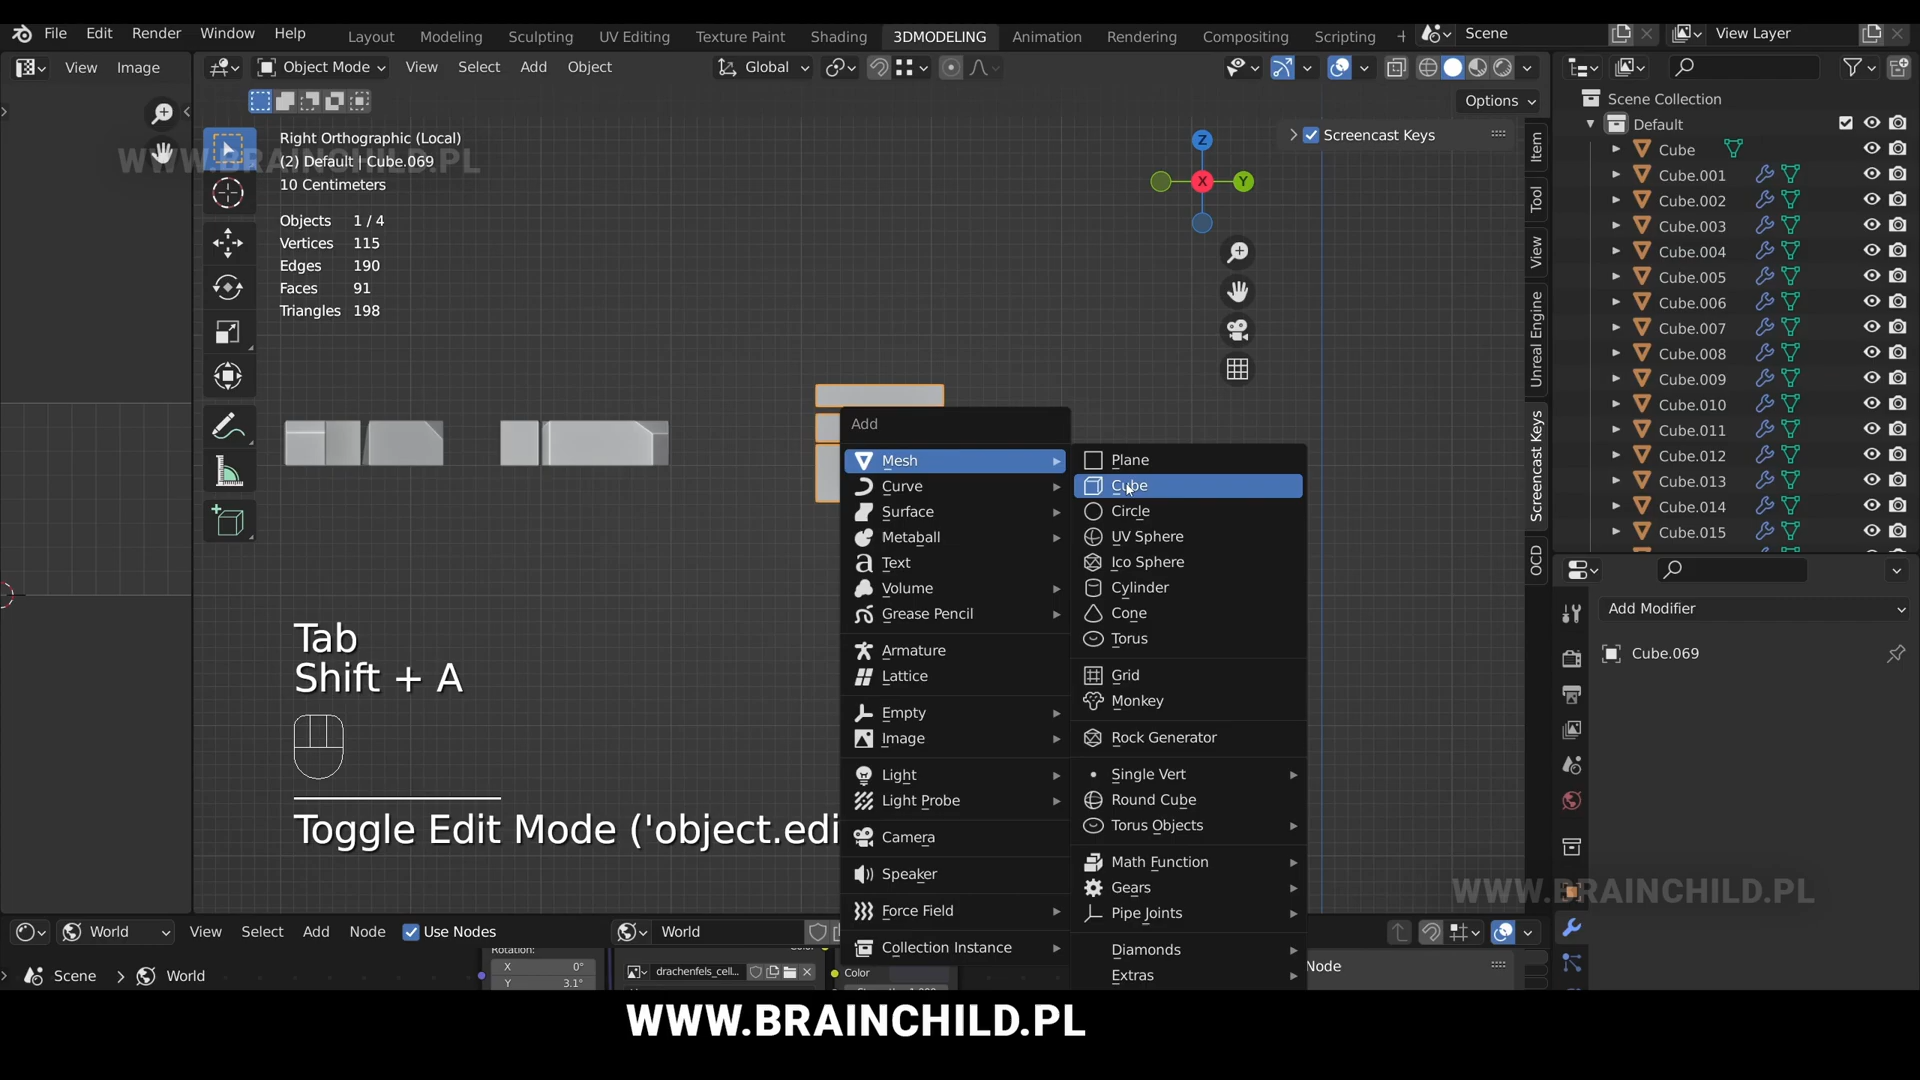 File Edit Render Window Help Layout Modeling Sculpting UV Editing Texture Paint Shading 3DMODELING Animation Rendering Compositing Scripting + Scene View Layer
View Image Object Mode View Select Add Object Global
Options
Right Orthographic (Local)
(2) Default | Cube.069
10 Centimeters
Objects 1 / 4
Vertices 115
Edges 190
Faces 91
Triangles 198
WWW.BRAINCHILD.PL
Screencast Keys
Z
X
Y
Item
Tool
View
Unreal Engine
Screencast Keys
OCD
Scene Collection
Default
Cube
Cube.001
Cube.002
Cube.003
Cube.004
Cube.005
Cube.006
Cube.007
Cube.008
Cube.009
Cube.010
Cube.011
Cube.012
Cube.013
Cube.014
Cube.015
Add Modifier
Cube.069
Add
Mesh
Curve
Surface
Metaball
Text
Volume
Grease Pencil
Armature
Lattice
Empty
Image
Light
Light Probe
Camera
Speaker
Force Field
Collection Instance
Plane
Cube
Circle
UV Sphere
Ico Sphere
Cylinder
Cone
Torus
Grid
Monkey
Rock Generator
Single Vert
Round Cube
Torus Objects
Math Function
Gears
Pipe Joints
Diamonds
Extras
Tab
Shift + A
Toggle Edit Mode ('object.edi
WWW.BRAINCHILD.PL
World View Select Add Node Use Nodes World
Scene > World
Rotation:
X 0°
Y 3.1°
drachenfels_cell...
Color
Node
WWW.BRAINCHILD.PL